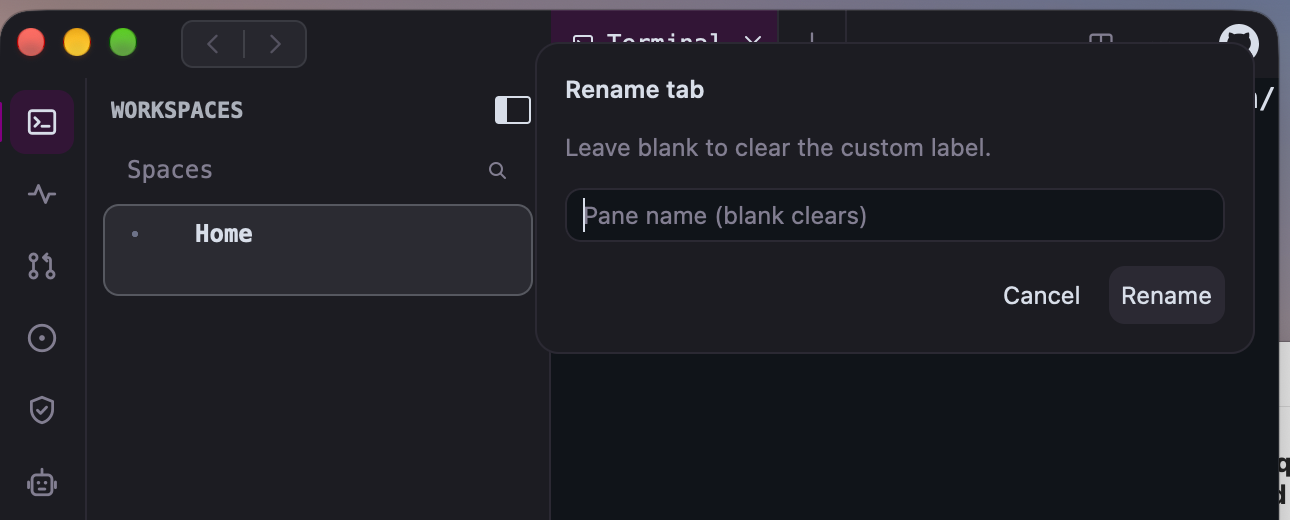 Terminal
WORKSPACES
Rename tab
Leave blank to clear the custom label.
Spaces
Pane name (blank clears)
Home
Cancel
Rename